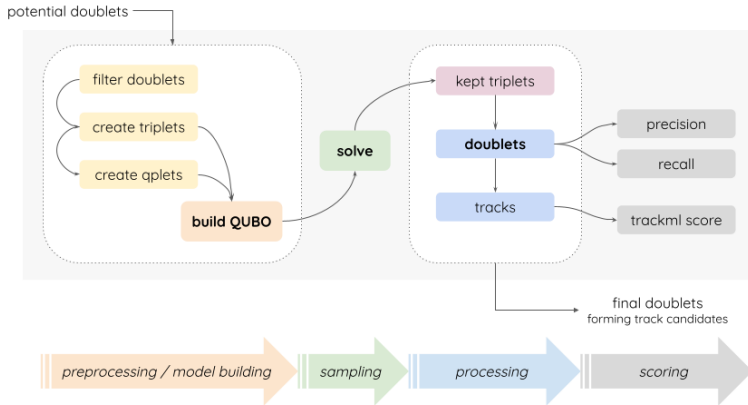 potential doublets
filter doublets
create triplets
create qplets
build QUBO
solve
kept triplets
doublets
tracks
precision
recall
trackml score
final doublets
forming track candidates
preprocessing / model building
sampling
processing
scoring